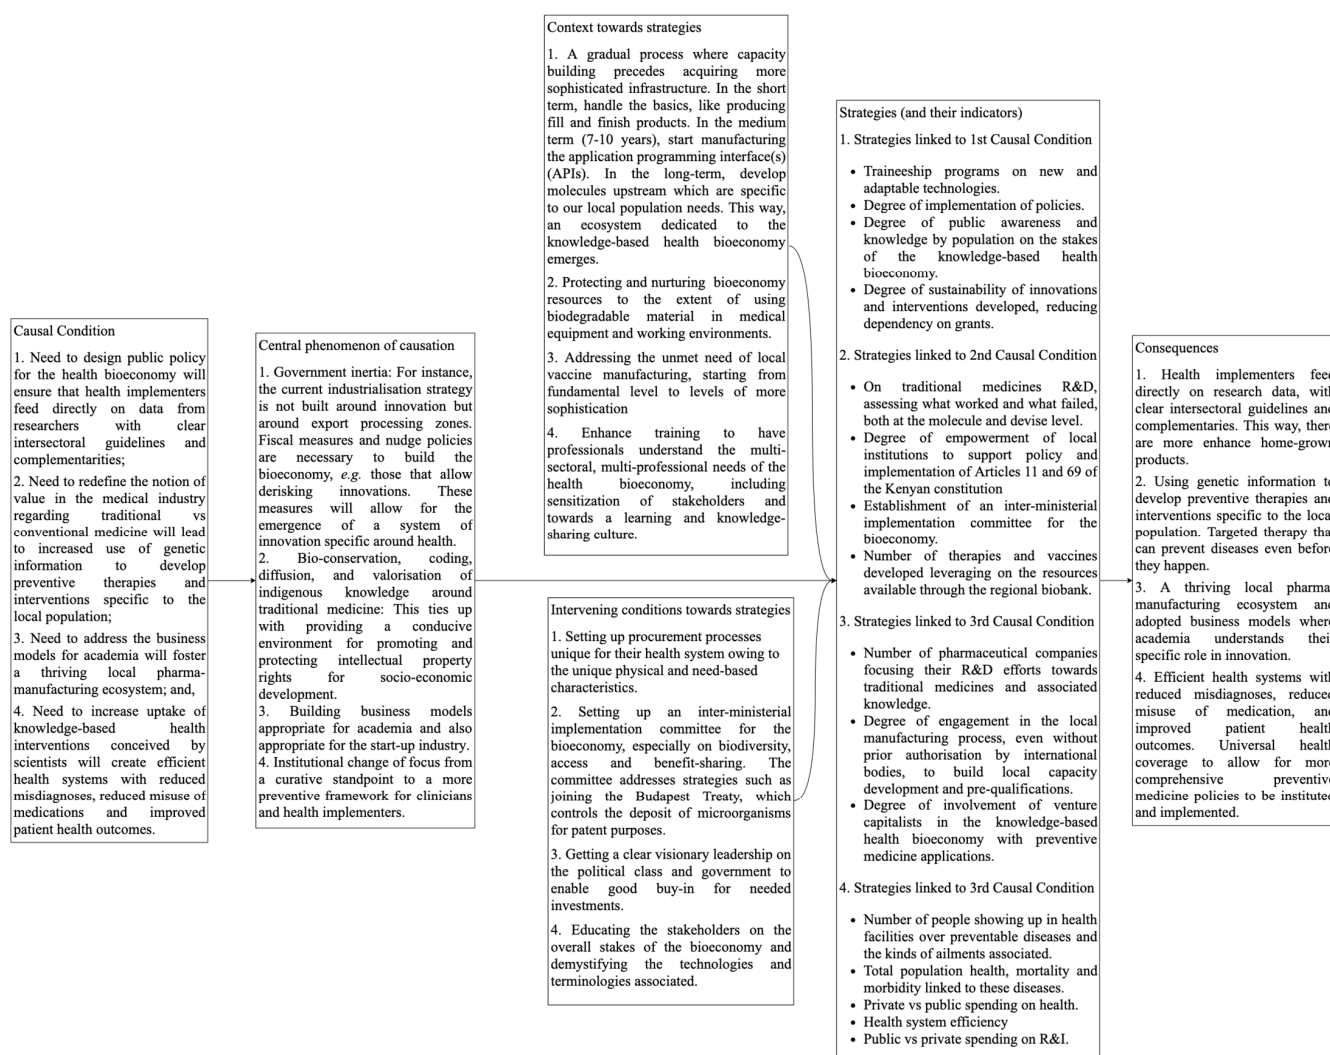 Causal Condition
1. Need to design public policy
for the health bioeconomy will
ensure that health implementers
feed directly on data from
researchers with clear
intersectoral guidelines and
complementarities;
2. Need to redefine the notion of
value in the medical industry
regarding traditional vs
conventional medicine will lead
to increased use of genetic
information to develop
preventive therapies and
interventions specific to the
local population;
3. Need to address the business
models for academia will foster
a thriving local pharma-
manufacturing ecosystem; and,
4. Need to increase uptake of
knowledge-based health
interventions conceived by
scientists will create efficient
health systems with reduced
misdiagnoses, reduced misuse of
medications and improved
patient health outcomes.
Central phenomenon of causation
1. Government inertia: For instance,
the current industrialisation strategy
is not built around innovation but
around export processing zones.
Fiscal measures and nudge policies
are necessary to build the
bioeconomy, e.g. those that allow
derisking innovations. These
measures will allow for the
emergence of a system of
innovation specific around health.
2. Bio-conservation, coding,
diffusion, and valorisation of
indigenous knowledge around
traditional medicine: This ties up
with providing a conducive
environment for promoting and
protecting intellectual property
rights for socio-economic
development.
3. Building business models
appropriate for academia and also
appropriate for the start-up industry.
4. Institutional change of focus from
a curative standpoint to a more
preventive framework for clinicians
and health implementers.
Context towards strategies
1. A gradual process where capacity
building precedes acquiring more
sophisticated infrastructure. In the short
term, handle the basics, like producing
fill and finish products. In the medium
term (7-10 years), start manufacturing
the application programming interface(s)
(APIs). In the long-term, develop
molecules upstream which are specific
to our local population needs. This way,
an ecosystem dedicated to the
knowledge-based health bioeconomy
emerges.
2. Protecting and nurturing bioeconomy
resources to the extent of using
biodegradable material in medical
equipment and working environments.
3. Addressing the unmet need of local
vaccine manufacturing, starting from
fundamental level to levels of more
sophistication
4. Enhance training to have
professionals understand the multi-
sectoral, multi-professional needs of the
health bioeconomy, including
sensitization of stakeholders and
towards a learning and knowledge-
sharing culture.
Intervening conditions towards strategies
1. Setting up procurement processes
unique for their health system owing to
the unique physical and need-based
characteristics.
2. Setting up an inter-ministerial
implementation committee for the
bioeconomy, especially on biodiversity,
access and benefit-sharing. The
committee addresses strategies such as
joining the Budapest Treaty, which
controls the deposit of microorganisms
for patent purposes.
3. Getting a clear visionary leadership on
the political class and government to
enable good buy-in for needed
investments.
4. Educating the stakeholders on the
overall stakes of the bioeconomy and
demystifying the technologies and
terminologies associated.
Strategies (and their indicators)
1. Strategies linked to 1st Causal Condition
• Traineeship programs on new and
adaptable technologies.
• Degree of implementation of policies.
• Degree of public awareness and
knowledge by population on the stakes
of the knowledge-based health
bioeconomy.
• Degree of sustainability of innovations
and interventions developed, reducing
dependency on grants.
2. Strategies linked to 2nd Causal Condition
• On traditional medicines R&D,
assessing what worked and what failed,
both at the molecule and devise level.
• Degree of empowerment of local
institutions to support policy and
implementation of Articles 11 and 69 of
the Kenyan constitution
• Establishment of an inter-ministerial
implementation committee for the
bioeconomy.
• Number of therapies and vaccines
developed leveraging on the resources
available through the regional biobank.
3. Strategies linked to 3rd Causal Condition
• Number of pharmaceutical companies
focusing their R&D efforts towards
traditional medicines and associated
knowledge.
• Degree of engagement in the local
manufacturing process, even without
prior authorisation by international
bodies, to build local capacity
development and pre-qualifications.
• Degree of involvement of venture
capitalists in the knowledge-based
health bioeconomy with preventive
medicine applications.
4. Strategies linked to 3rd Causal Condition
• Number of people showing up in health
facilities over preventable diseases and
the kinds of ailments associated.
• Total population health, mortality and
morbidity linked to these diseases.
• Private vs public spending on health.
• Health system efficiency
• Public vs private spending on R&I.
Consequences
1. Health implementers feed
directly on research data, with
clear intersectoral guidelines and
complementaries. This way, there
are more enhance home-grown
products.
2. Using genetic information to
develop preventive therapies and
interventions specific to the local
population. Targeted therapy that
can prevent diseases even before
they happen.
3. A thriving local pharma-
manufacturing ecosystem and
adopted business models where
academia understands their
specific role in innovation.
4. Efficient health systems with
reduced misdiagnoses, reduced
misuse of medication, and
improved patient health
outcomes. Universal health
coverage to allow for more
comprehensive preventive
medicine policies to be instituted
and implemented.